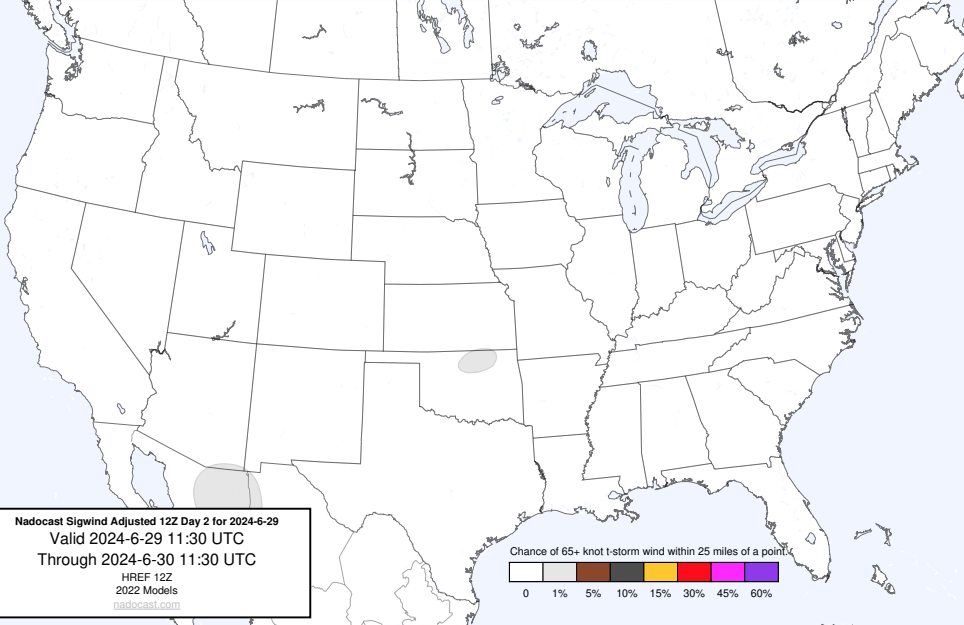 Nadocast Sigwind Adjusted 12Z Day 2 for 2024-6-29
Valid 2024-6-29 11:30 UTC
Through 2024-6-30 11:30 UTC
HREF 12Z
2022 Models
nadocast.com
Chance of 65+ knot t-storm wind within 25 miles of a point.
0 1% 5% 10% 15% 30% 45% 60%